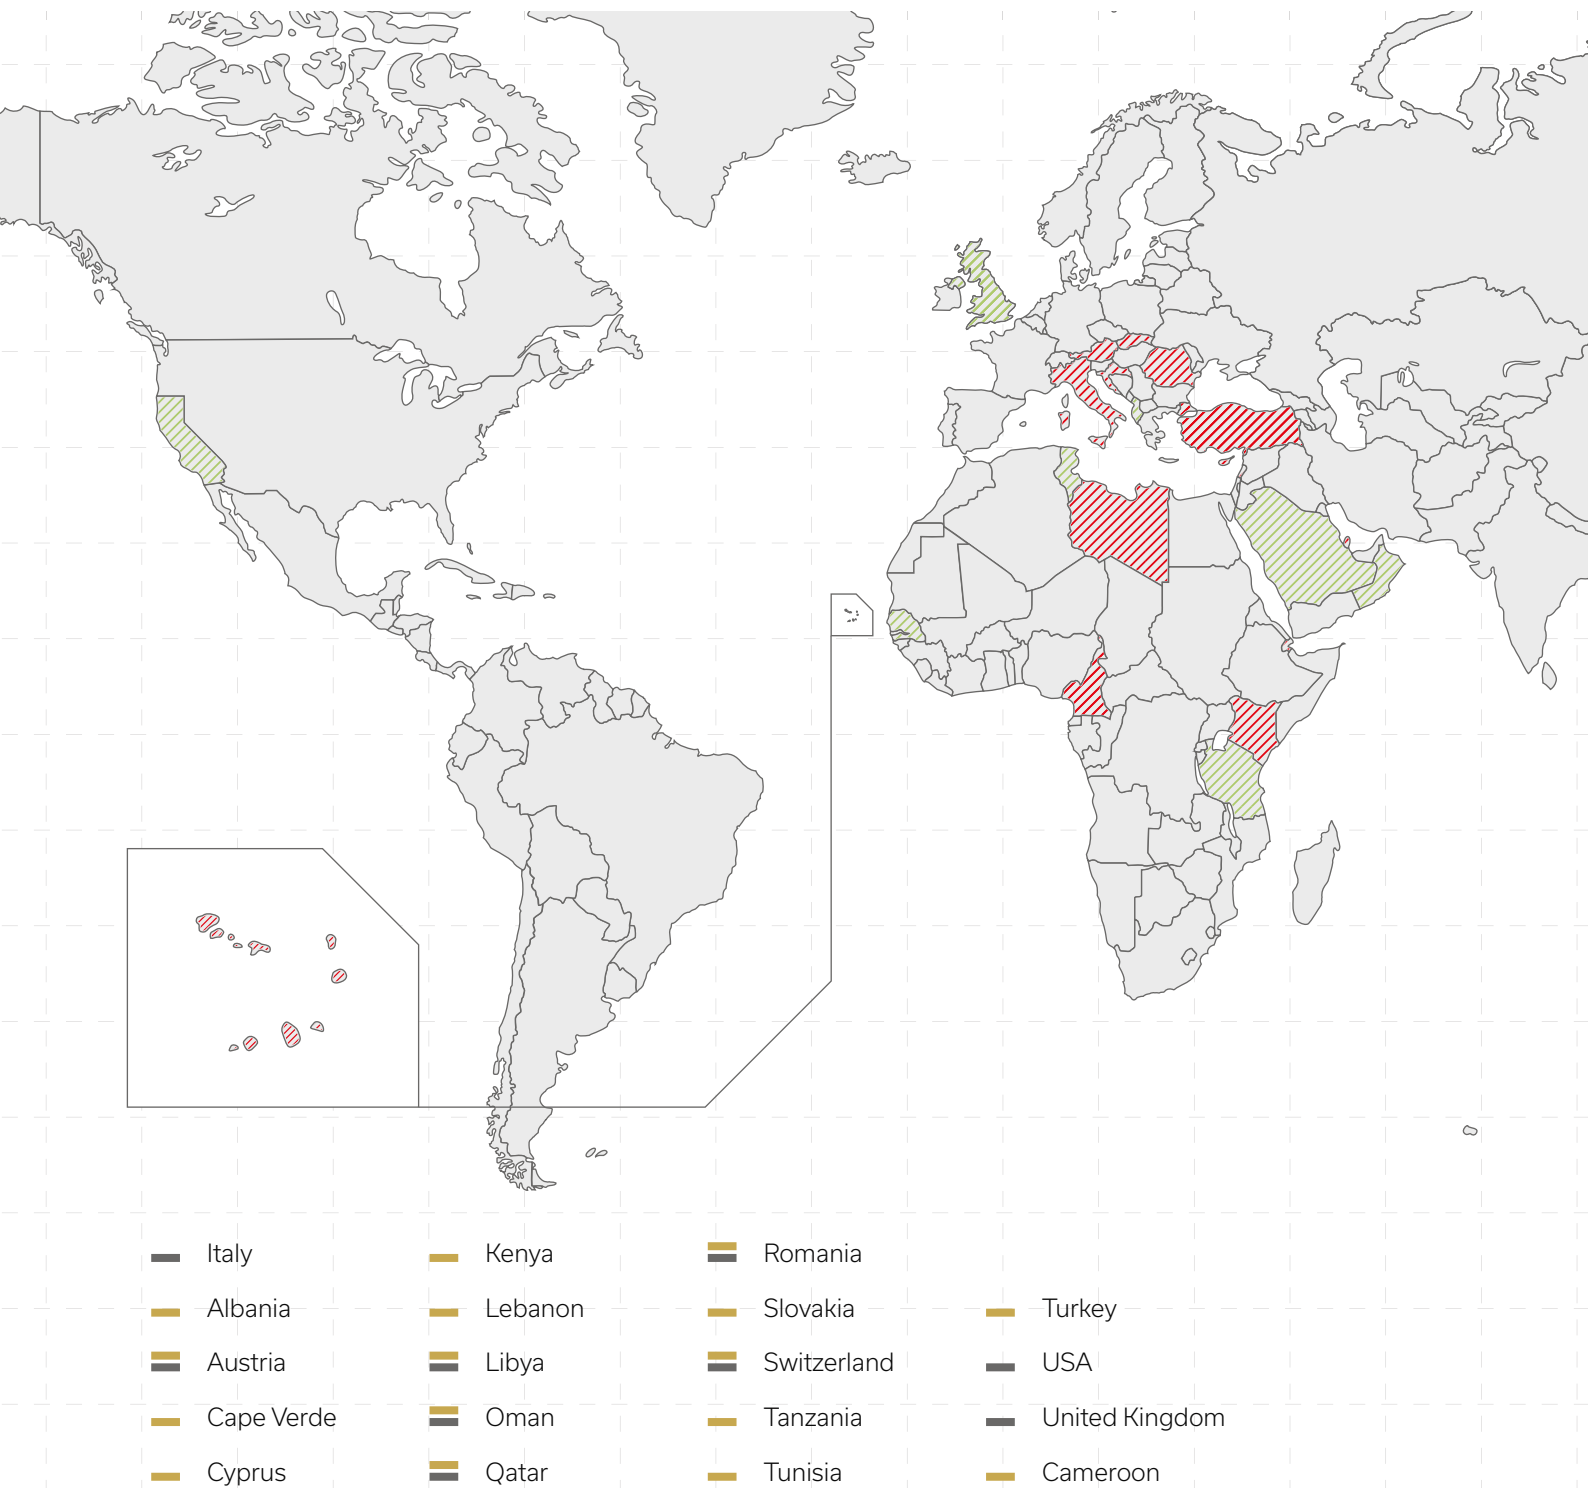 Italy
Albania
Austria
Cape Verde
Cyprus
Kenya
Lebanon
Libya
Oman
Qatar
Romania
Slovakia
Switzerland
Tanzania
Tunisia
Turkey
USA
United Kingdom
Cameroon